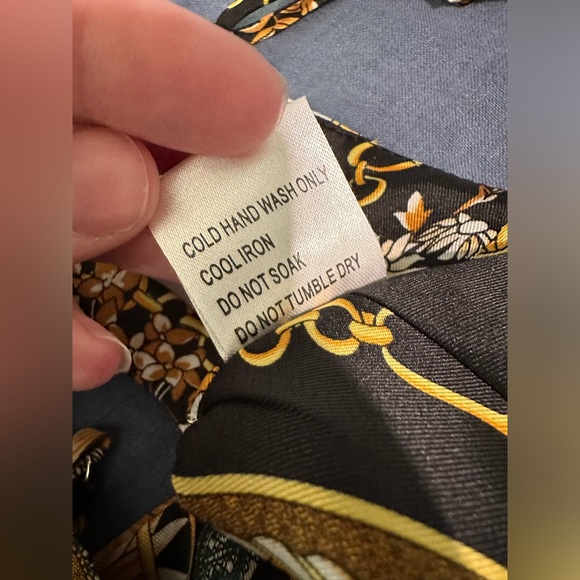 COLD HAND WASH ONLY
COOL IRON
DO NOT SOAK
DO NOT TUMBLE DRY